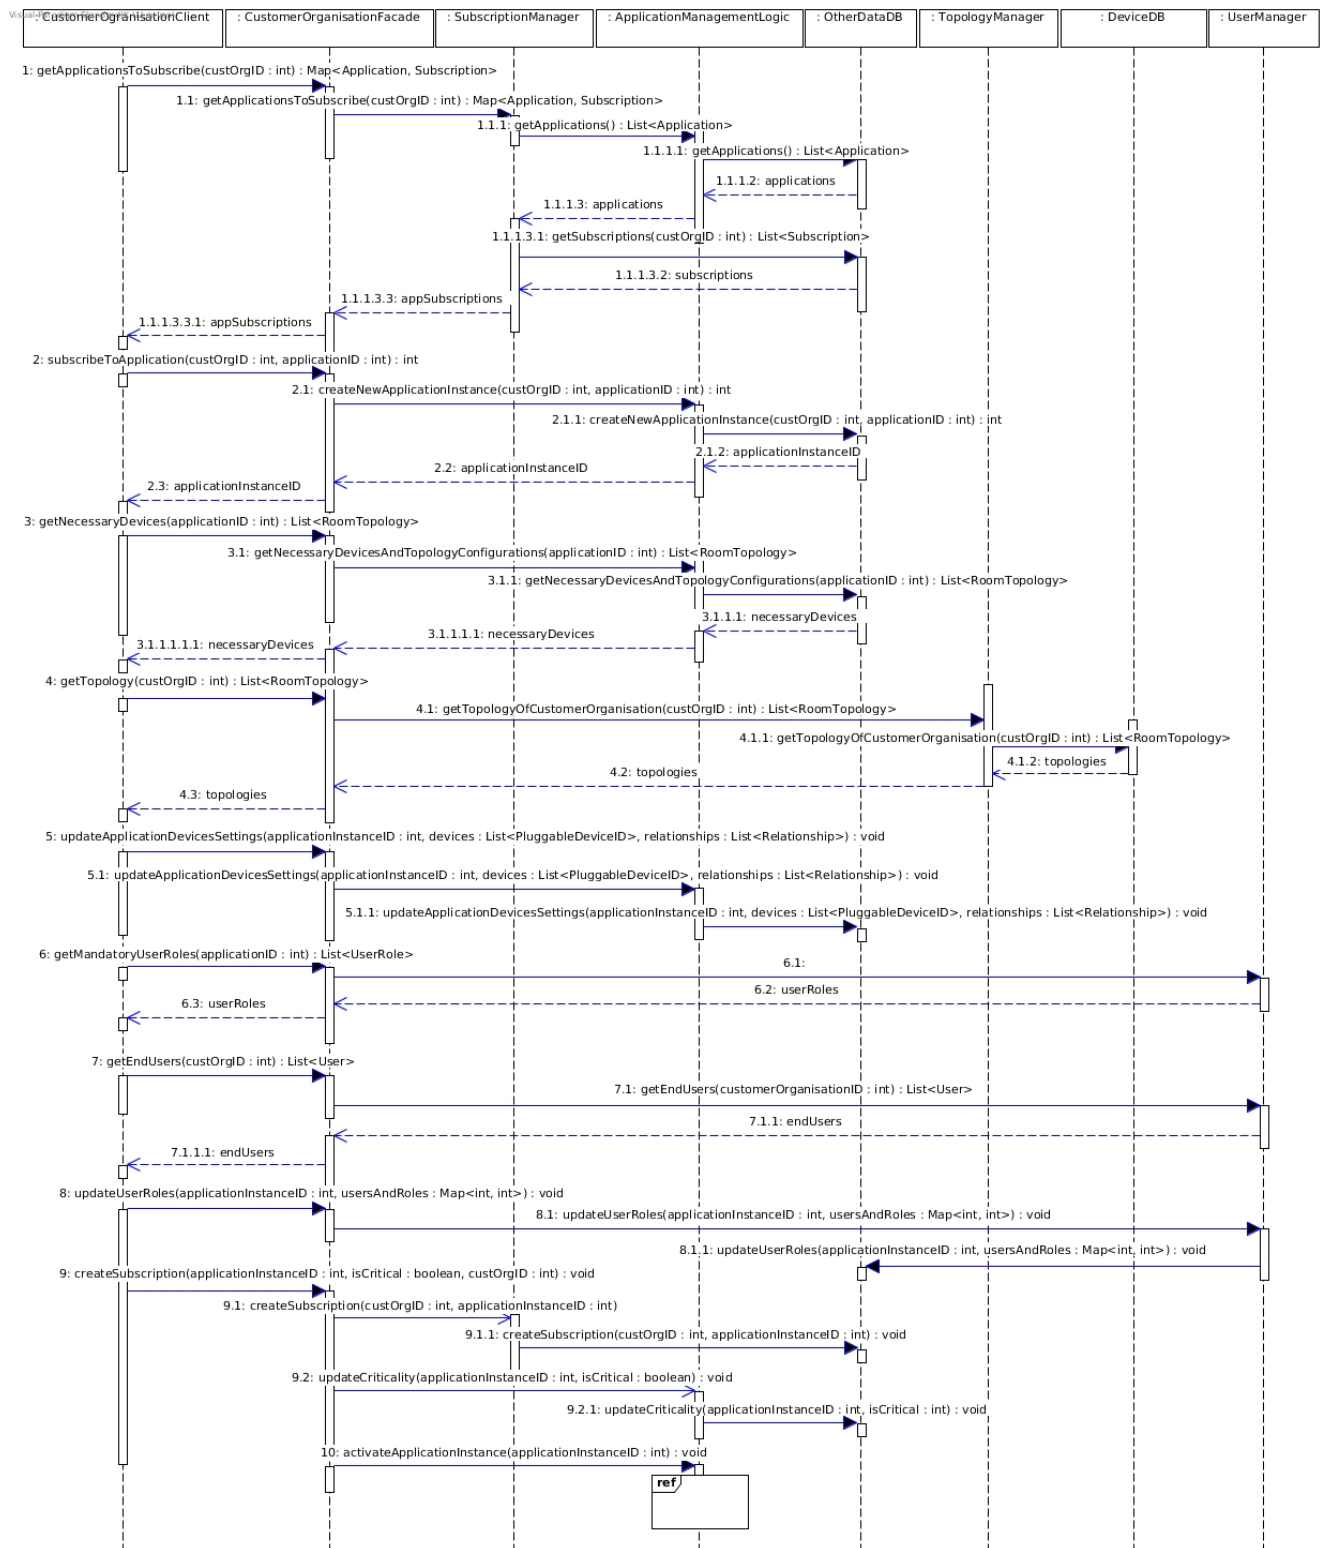 : CustomerOrganisationClient
: CustomerOrganisationFacade
: SubscriptionManager
: ApplicationManagementLogic
: OtherDataDB
: TopologyManager
: DeviceDB
: UserManager
1: getApplicationsToSubscribe(custOrgID : int) : Map<Application, Subscription>
1.1: getApplicationsToSubscribe(custOrgID : int) : Map<Application, Subscription>
1.1.1: getApplications() : List<Application>
1.1.1.1: getApplications() : List<Application>
1.1.1.2: applications
1.1.1.3: applications
1.1.1.3.1: getSubscriptions(custOrgID : int) : List<Subscription>
1.1.1.3.2: subscriptions
1.1.1.3.3: appSubscriptions
1.1.1.3.3.1: appSubscriptions
2: subscribeToApplication(custOrgID : int, applicationID : int) : int
2.1: createNewApplicationInstance(custOrgID : int, applicationID : int) : int
2.1.1: createNewApplicationInstance(custOrgID : int, applicationID : int) : int
2.1.2: applicationInstanceID
2.2: applicationInstanceID
2.3: applicationInstanceID
3: getNecessaryDevices(applicationID : int) : List<RoomTopology>
3.1: getNecessaryDevicesAndTopologyConfigurations(applicationID : int) : List<RoomTopology>
3.1.1: getNecessaryDevicesAndTopologyConfigurations(applicationID : int) : List<RoomTopology>
3.1.1.1: necessaryDevices
3.1.1.1.1: necessaryDevices
3.1.1.1.1.1: necessaryDevices
4: getTopology(custOrgID : int) : List<RoomTopology>
4.1: getTopologyOfCustomerOrganisation(custOrgID : int) : List<RoomTopology>
4.1.1: getTopologyOfCustomerOrganisation(custOrgID : int) : List<RoomTopology>
4.1.2: topologies
4.2: topologies
4.3: topologies
5: updateApplicationDevicesSettings(applicationInstanceID : int, devices : List<PluggableDeviceID>, relationships : List<Relationship>) : void
5.1: updateApplicationDevicesSettings(applicationInstanceID : int, devices : List<PluggableDeviceID>, relationships : List<Relationship>) : void
5.1.1: updateApplicationDevicesSettings(applicationInstanceID : int, devices : List<PluggableDeviceID>, relationships : List<Relationship>) : void
6: getMandatoryUserRoles(applicationID : int) : List<UserRole>
6.1:
6.2: userRoles
6.3: userRoles
7: getEndUsers(custOrgID : int) : List<User>
7.1: getEndUsers(customerOrganisationID : int) : List<User>
7.1.1: endUsers
7.1.1.1: endUsers
8: updateUserRoles(applicationInstanceID : int, usersAndRoles : Map<int, int>) : void
8.1: updateUserRoles(applicationInstanceID : int, usersAndRoles : Map<int, int>) : void
8.1.1: updateUserRoles(applicationInstanceID : int, usersAndRoles : Map<int, int>) : void
9: createSubscription(applicationInstanceID : int, isCritical : boolean, custOrgID : int) : void
9.1: createSubscription(custOrgID : int, applicationInstanceID : int)
9.1.1: createSubscription(custOrgID : int, applicationInstanceID : int) : void
9.2: updateCriticality(applicationInstanceID : int, isCritical : boolean) : void
9.2.1: updateCriticality(applicationInstanceID : int, isCritical : int) : void
10: activateApplicationInstance(applicationInstanceID : int) : void
ref